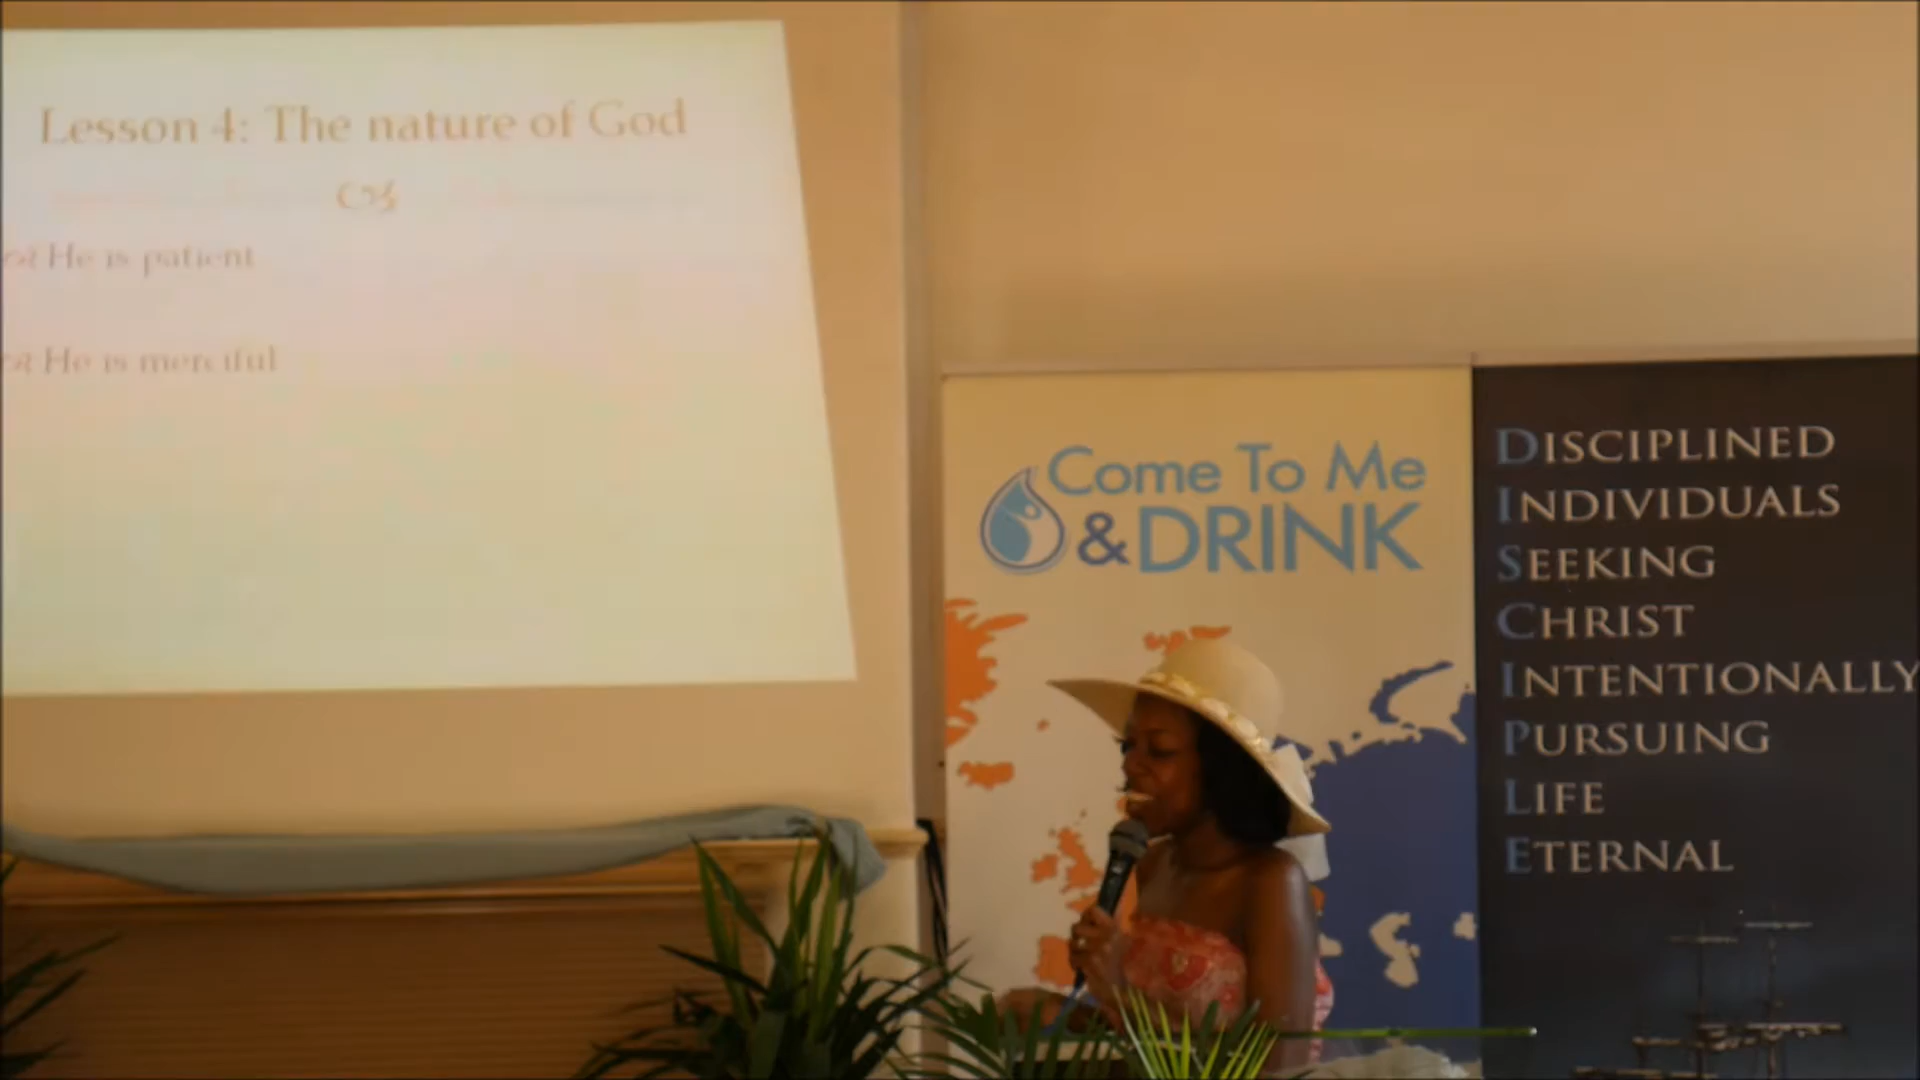 Lesson 4: The nature of God
He is patient
He is merciful
Come To Me
& DRINK
DISCIPLINED
INDIVIDUALS
SEEKING
CHRIST
INTENTIONALLY
PURSUING
LIFE
ETERNAL